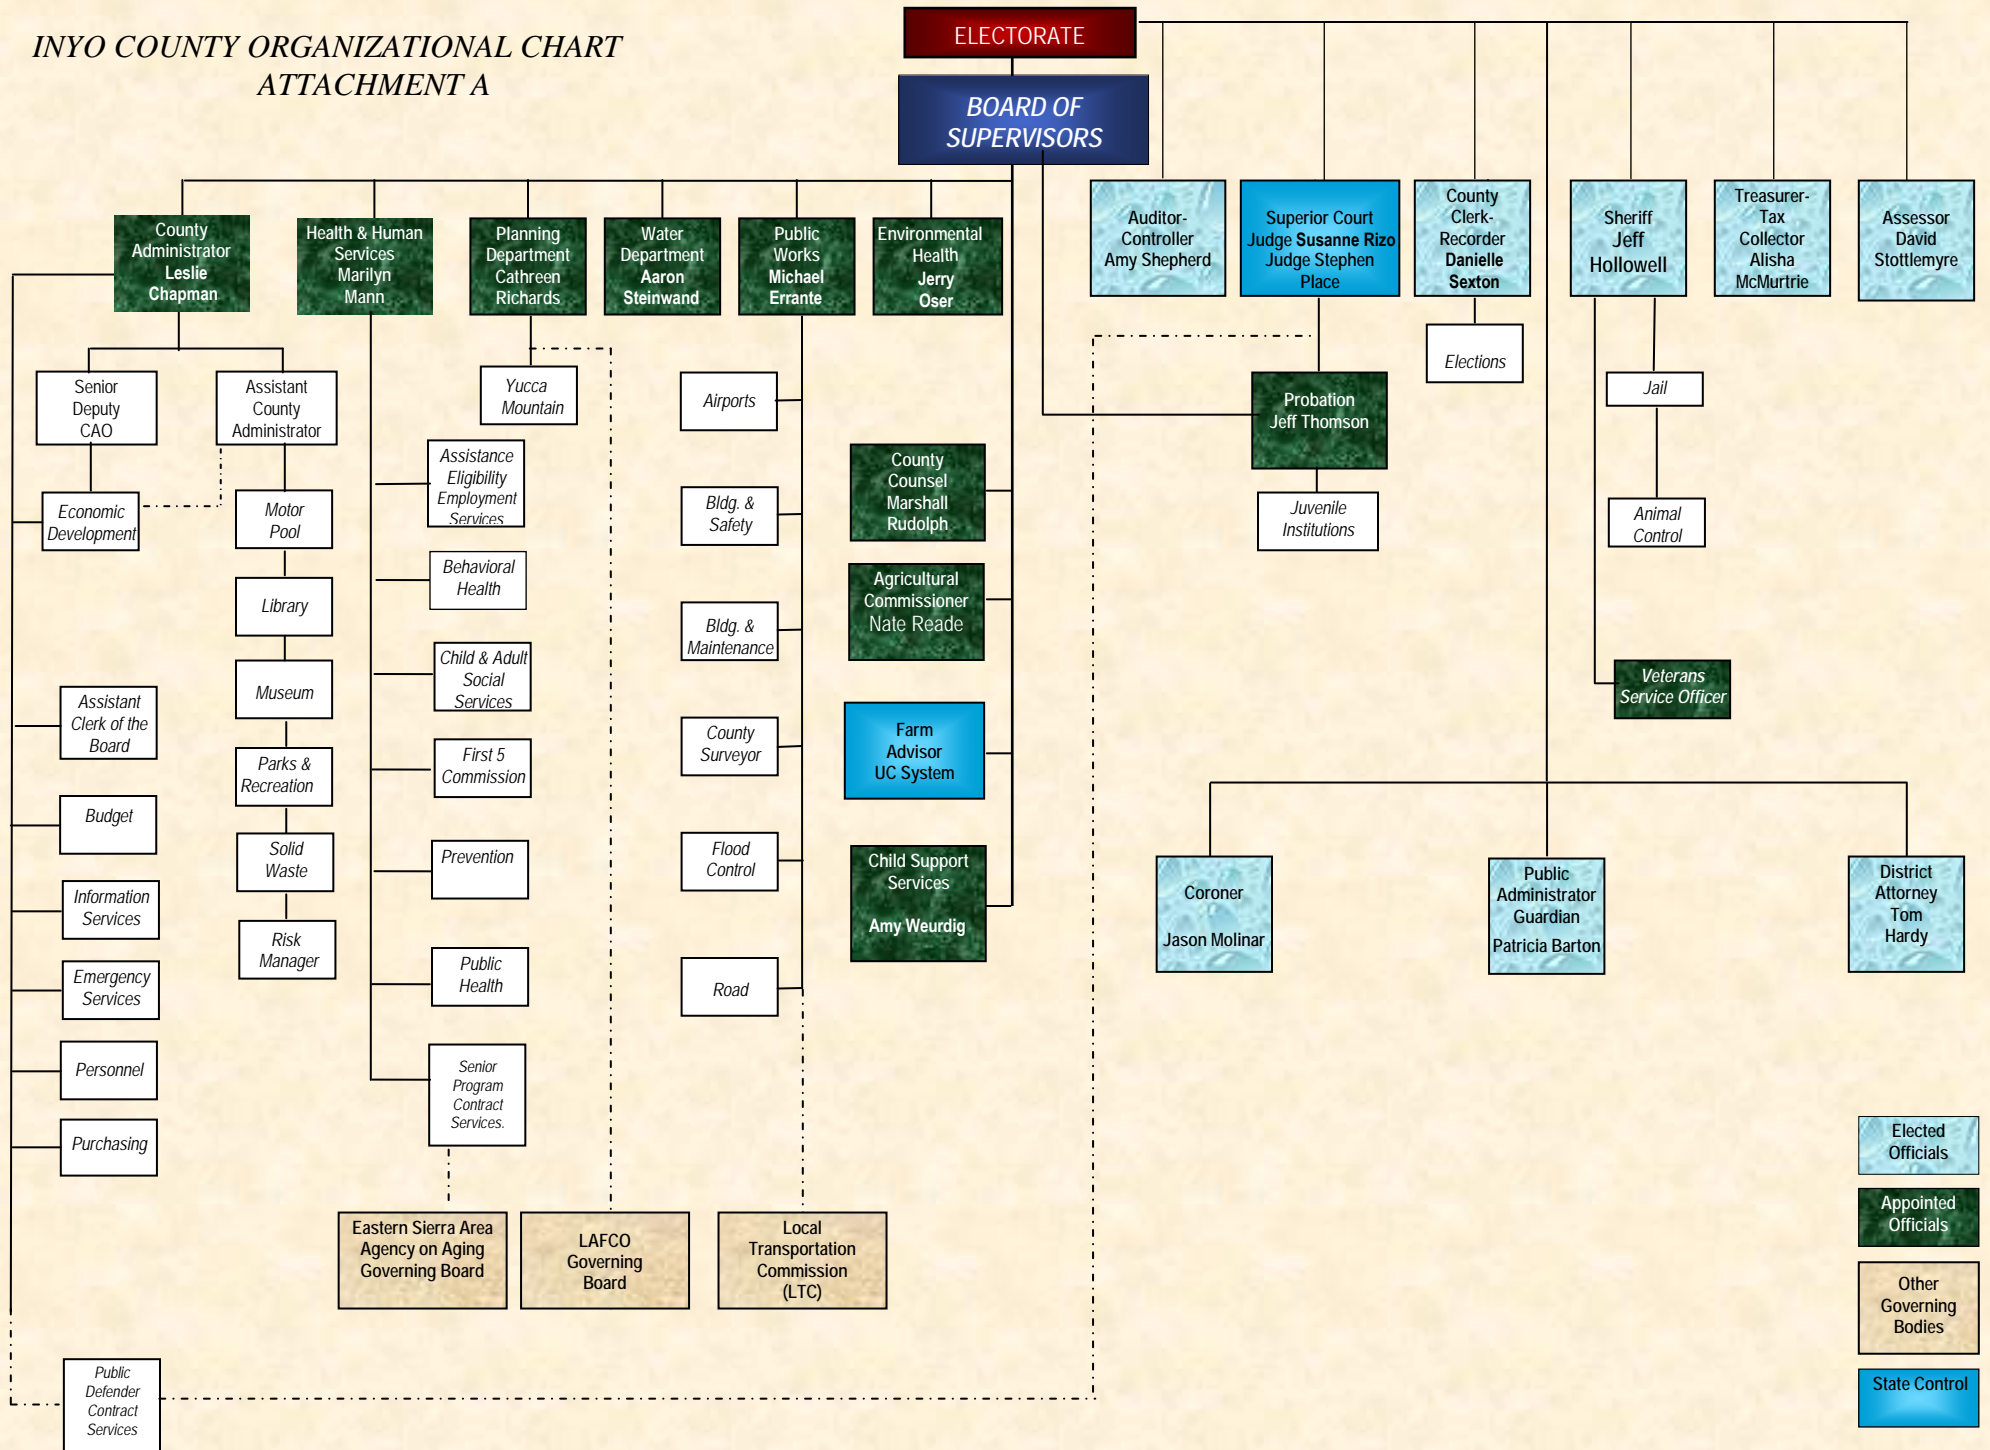 INYO COUNTY ORGANIZATIONAL CHART
ATTACHMENT A
ELECTORATE
BOARD OF
SUPERVISORS
County
Administrator
Leslie
Chapman
Health & Human
Services
Marilyn
Mann
Planning
Department
Cathreen
Richards
Water
Department
Aaron
Steinwand
Public
Works
Michael
Errante
Environmental
Health
Jerry
Oser
Auditor-
Controller
Amy Shepherd
Superior Court
Judge Susanne Rizo
Judge Stephen
Place
County
Clerk-
Recorder
Danielle
Sexton
Sheriff
Jeff
Hollowell
Treasurer-
Tax
Collector
Alisha
McMurtrie
Assessor
David
Stottlemyre
Senior
Deputy
CAO
Assistant
County
Administrator
Economic
Development
Assistant
Clerk of the
Board
Budget
Information
Services
Emergency
Services
Personnel
Purchasing
Public
Defender
Contract
Services
Motor
Pool
Library
Museum
Parks &
Recreation
Solid
Waste
Risk
Manager
Assistance
Eligibility
Employment
Services
Behavioral
Health
Child & Adult
Social
Services
First 5
Commission
Prevention
Public
Health
Senior
Program
Contract
Services.
Yucca
Mountain
Airports
Bldg. &
Safety
Bldg. &
Maintenance
County
Surveyor
Flood
Control
Road
County
Counsel
Marshall
Rudolph
Agricultural
Commissioner
Nate Reade
Farm
Advisor
UC System
Child Support
Services
Amy Weurdig
Probation
Jeff Thomson
Juvenile
Institutions
Elections
Jail
Animal
Control
Veterans
Service Officer
Coroner
Jason Molinar
Public
Administrator
Guardian
Patricia Barton
District
Attorney
Tom
Hardy
Eastern Sierra Area
Agency on Aging
Governing Board
LAFCO
Governing
Board
Local
Transportation
Commission
(LTC)
Elected
Officials
Appointed
Officials
Other
Governing
Bodies
State Control